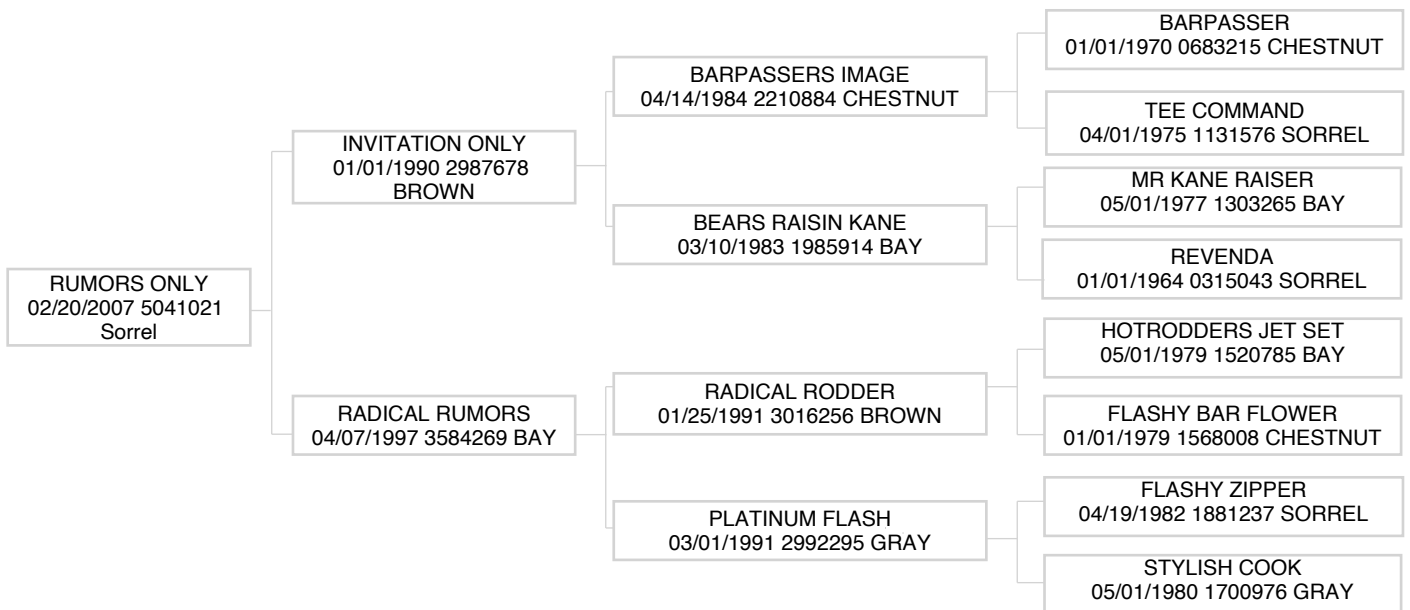 RUMORS ONLY
02/20/2007 5041021
Sorrel
INVITATION ONLY
01/01/1990 2987678
BROWN
RADICAL RUMORS
04/07/1997 3584269 BAY
BARPASSERS IMAGE
04/14/1984 2210884 CHESTNUT
BEARS RAISIN KANE
03/10/1983 1985914 BAY
RADICAL RODDER
01/25/1991 3016256 BROWN
PLATINUM FLASH
03/01/1991 2992295 GRAY
BARPASSER
01/01/1970 0683215 CHESTNUT
TEE COMMAND
04/01/1975 1131576 SORREL
MR KANE RAISER
05/01/1977 1303265 BAY
REVENDA
01/01/1964 0315043 SORREL
HOTRODDERS JET SET
05/01/1979 1520785 BAY
FLASHY BAR FLOWER
01/01/1979 1568008 CHESTNUT
FLASHY ZIPPER
04/19/1982 1881237 SORREL
STYLISH COOK
05/01/1980 1700976 GRAY